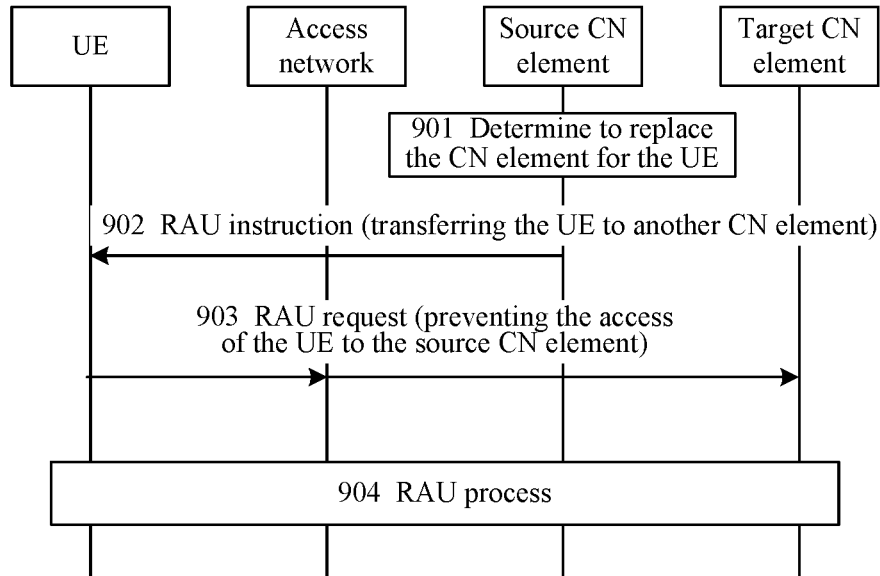 UE
Access
network
Source CN
element
Target CN
element
901 Determine to replace
the CN element for the UE
902 RAU instruction (transferring the UE to another CN element)
903 RAU request (preventing the access
of the UE to the source CN element)
904 RAU process